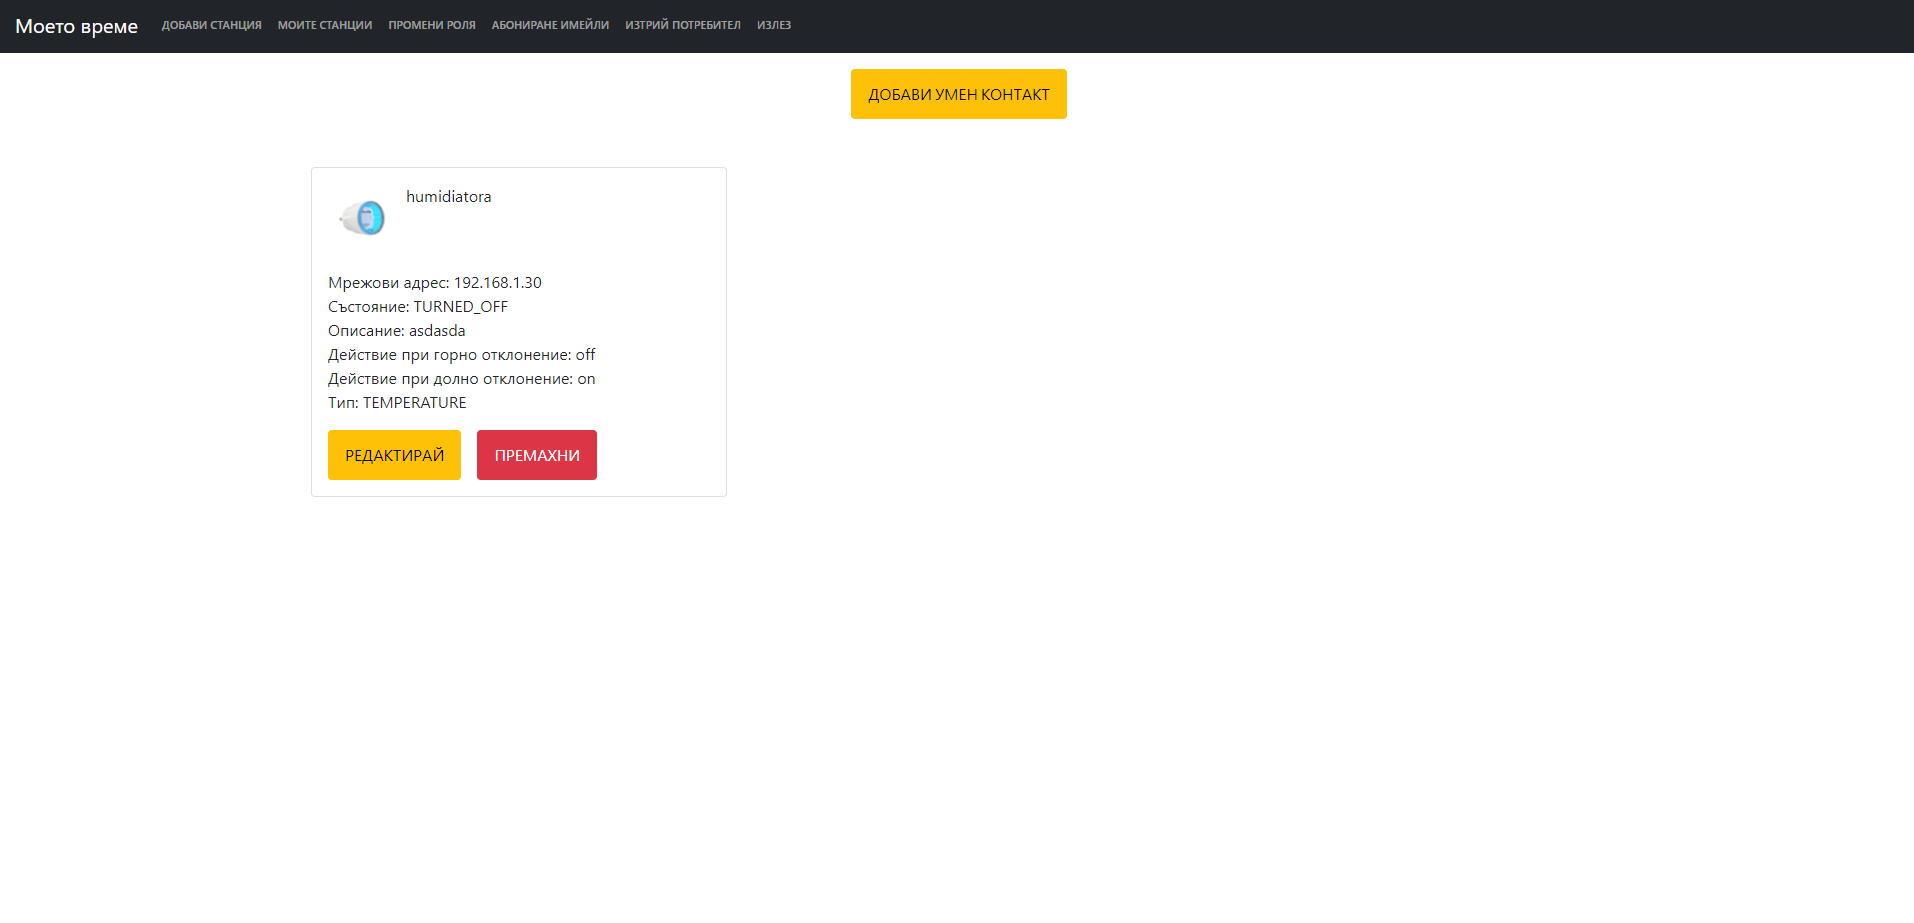 Моето време ДОБАВИ СТАНЦИЯ МОИТЕ СТАНЦИИ ПРОМЕНИ РОЛЯ АБОНИРАНЕ ИМЕЙЛИ ИЗТРИЙ ПОТРЕБИТЕЛ ИЗЛЕЗ
ДОБАВИ УМЕН КОНТАКТ
humidiatora
Мрежови адрес: 192.168.1.30
Състояние: TURNED_OFF
Описание: asdasda
Действие при горно отклонение: off
Действие при долно отклонение: on
Тип: TEMPERATURE
РЕДАКТИРАЙ ПРЕМАХНИ